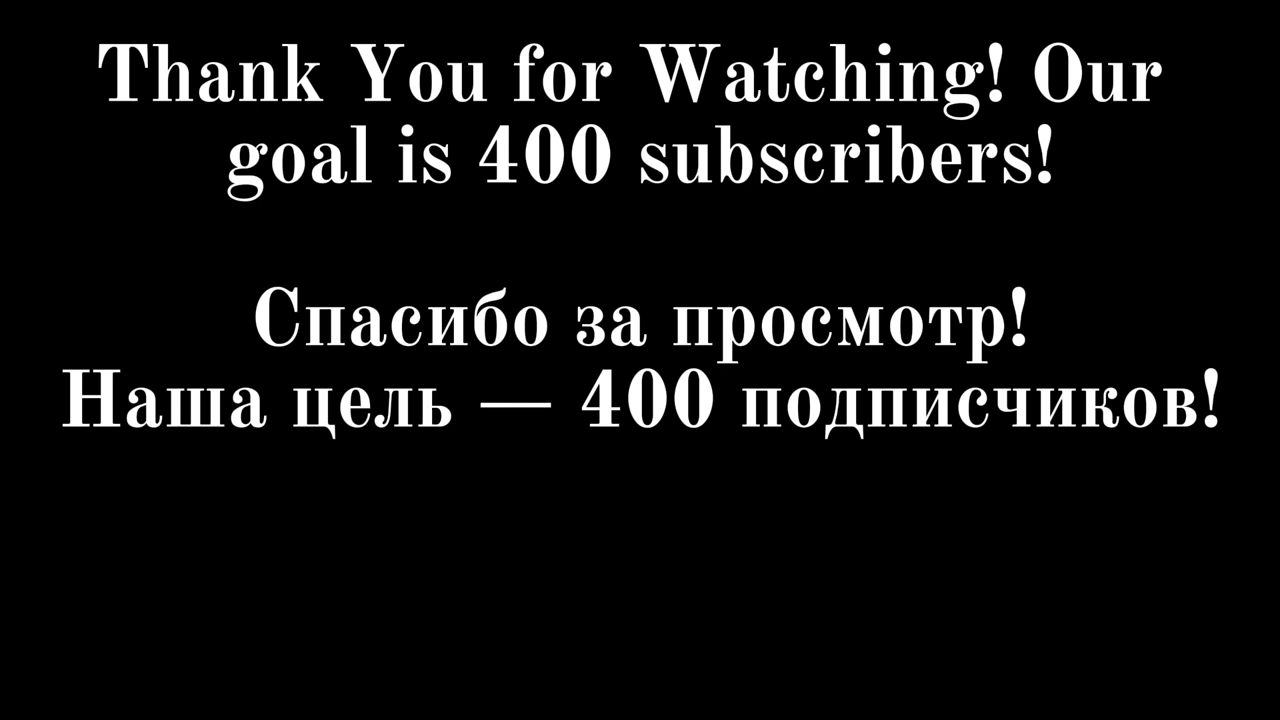 Thank You for Watching! Our
goal is 400 subscribers!
Спасибо за просмотр!
Наша цель — 400 подписчиков!